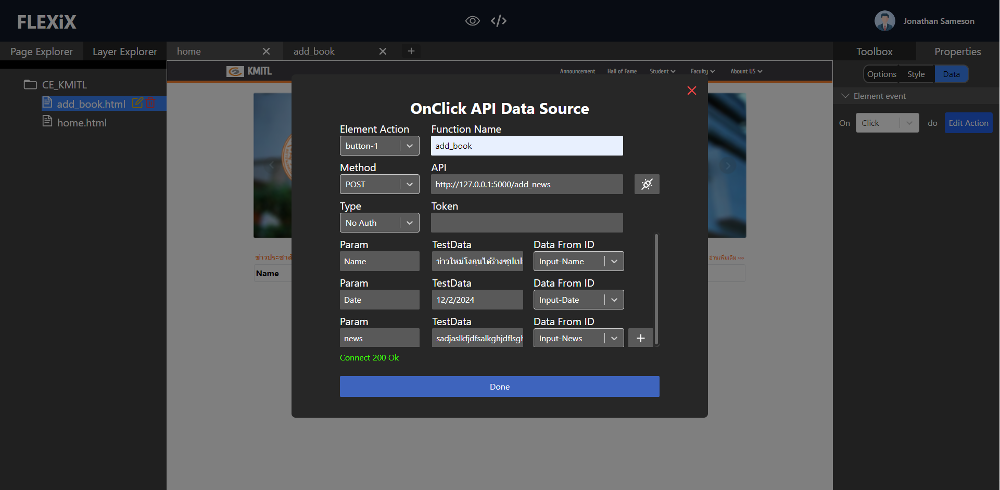 FLEXiX
Jonathan Sameson
Page Explorer
Layer Explorer
home
add_book
Toolbox
Properties
KMITL
Announcement
Hall of Fame
Student
Faculty
Abount US
Options
Style
Data
CE_KMITL
add_book.html
home.html
Element event
On
Click
do
Edit Action
OnClick API Data Source
Element Action
Function Name
button-1
add_book
Method
API
POST
http://127.0.0.1:5000/add_news
Type
Token
No Auth
Param
TestData
Data From ID
Name
ข่าวใหม่โงกุนได้ร่างซุปเปอ
Input-Name
Param
TestData
Data From ID
Date
12/2/2024
Input-Date
Param
TestData
Data From ID
news
sadjaslkfjdfsalkghjdflsgh
Input-News
Connect 200 Ok
Done
ข่าวประชาสั
อ่านเพิ่มเติม >>>
Name